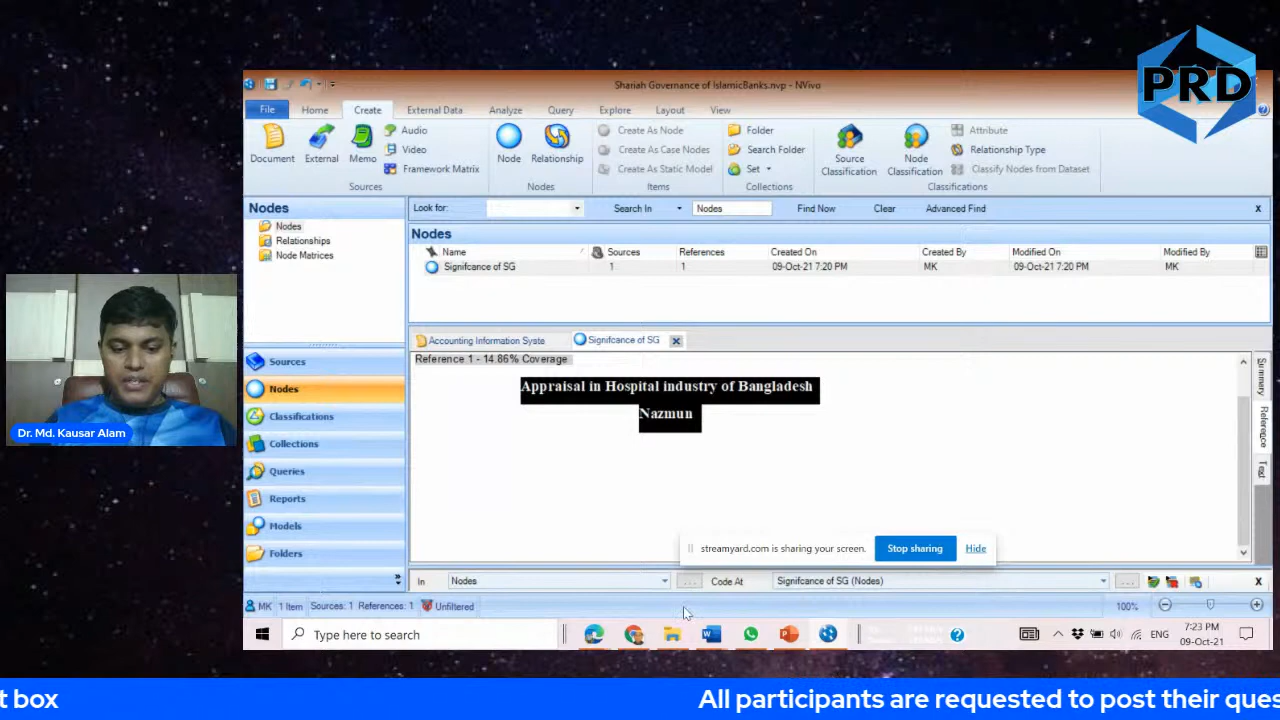 PRD
Shariah Governance of IslamicBanks.nvp - NVivo
File Home Create External Data Analyze Query Explore Layout View
Document External Memo
Audio
Video
Framework Matrix
Sources
Node Relationship
Nodes
Create As Node
Create As Case Nodes
Create As Static Model
Items
Folder
Search Folder
Set
Collections
Source Classification
Node Classification
Attribute
Relationship Type
Classify Nodes from Dataset
Classifications
Nodes
Nodes
Relationships
Node Matrices
Look for: Search In Nodes Find Now Clear Advanced Find x
Nodes
Name Sources References Created On Created By Modified On Modified By
Signifcance of SG 1 1 09-Oct-21 7:20 PM MK 09-Oct-21 7:20 PM MK
Sources
Nodes
Classifications
Collections
Queries
Reports
Models
Folders
Accounting Information Syste Signifcance of SG
Reference 1 - 14.86% Coverage
Appraisal in Hospital industry of Bangladesh
Nazmun
Summary
Reference
Text
streamyard.com is sharing your screen. Stop sharing Hide
In Nodes ... Code At Signifcance of SG (Nodes) ... x
MK 1 Item Sources: 1 References: 1 Unfiltered 100%
Type here to search
ENG
7:23 PM
09-Oct-21
Dr. Md. Kausar Alam
t box All participants are requested to post their ques